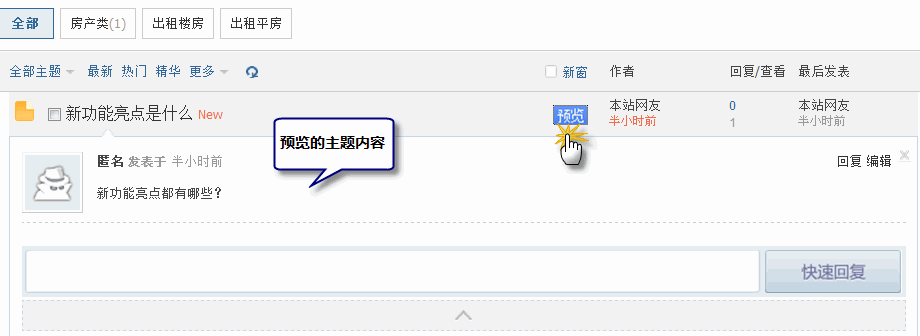 全部 房产类(1) 出租楼房 出租平房
全部主题 最新 热门 精华 更多 新窗 作者 回复/查看 最后发表
新功能亮点是什么 New 预览 本站网友 0 本站网友
半小时前 1 半小时前
预览的主题内容
匿名 发表于 半小时前 回复 编辑
新功能亮点都有哪些?
快速回复